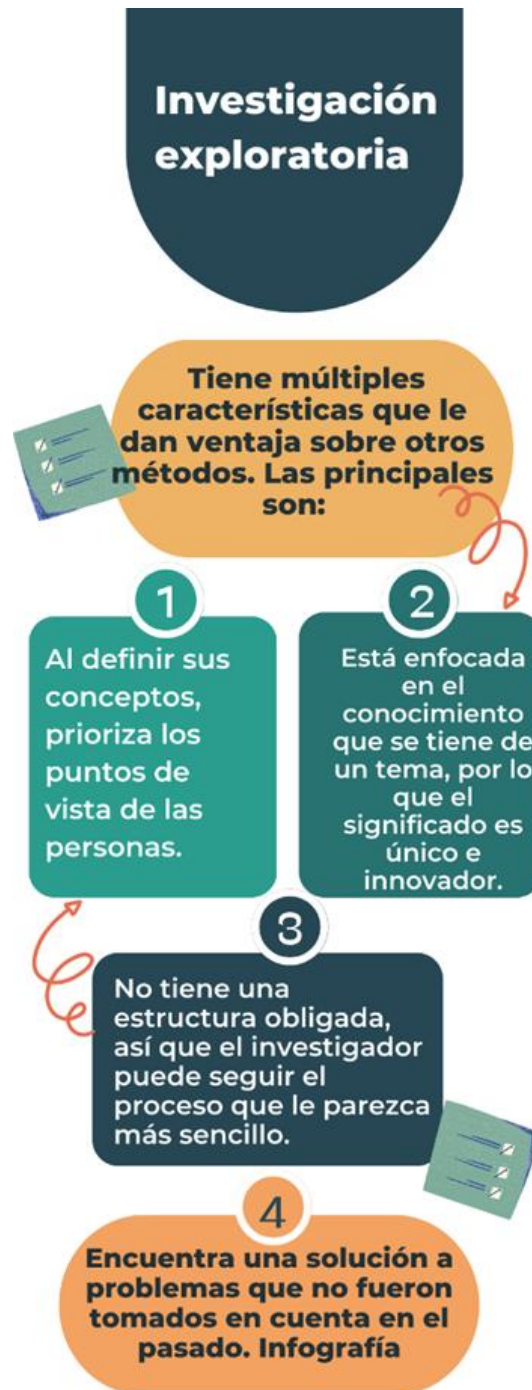 Investigación
exploratoria
Tiene múltiples
características que le
dan ventaja sobre otros
métodos. Las principales
son:
1
Al definir sus
conceptos,
prioriza los
puntos de
vista de las
personas.
2
Está enfocada
en el
conocimiento
que se tiene de
un tema, por lo
que el
significado es
único e
innovador.
3
No tiene una
estructura obligada,
así que el investigador
puede seguir el
proceso que le parezca
más sencillo.
4
Encuentra una solución a
problemas que no fueron
tomados en cuenta en el
pasado. Infografía